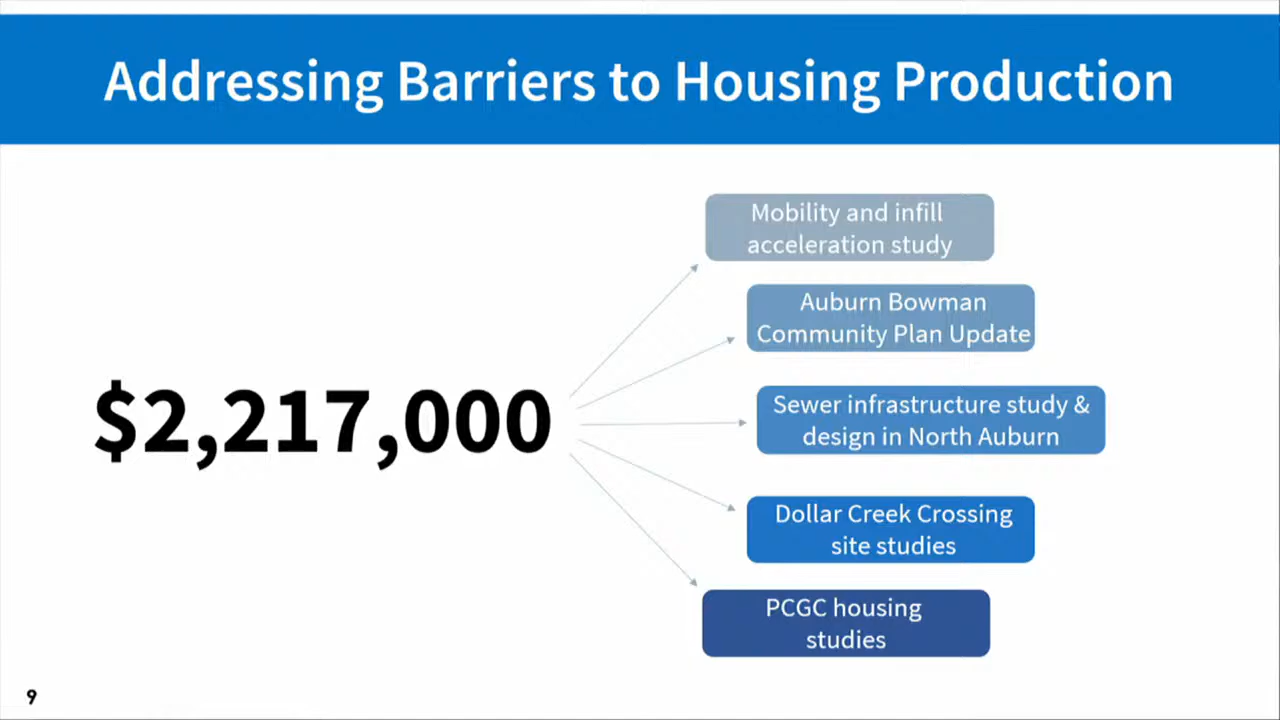 Addressing Barriers to Housing Production
Mobility and infill
acceleration study
Auburn Bowman
Community Plan Update
$2,217,000
Sewer infrastructure study &
design in North Auburn
Dollar Creek Crossing
site studies
PCGC housing
studies
9